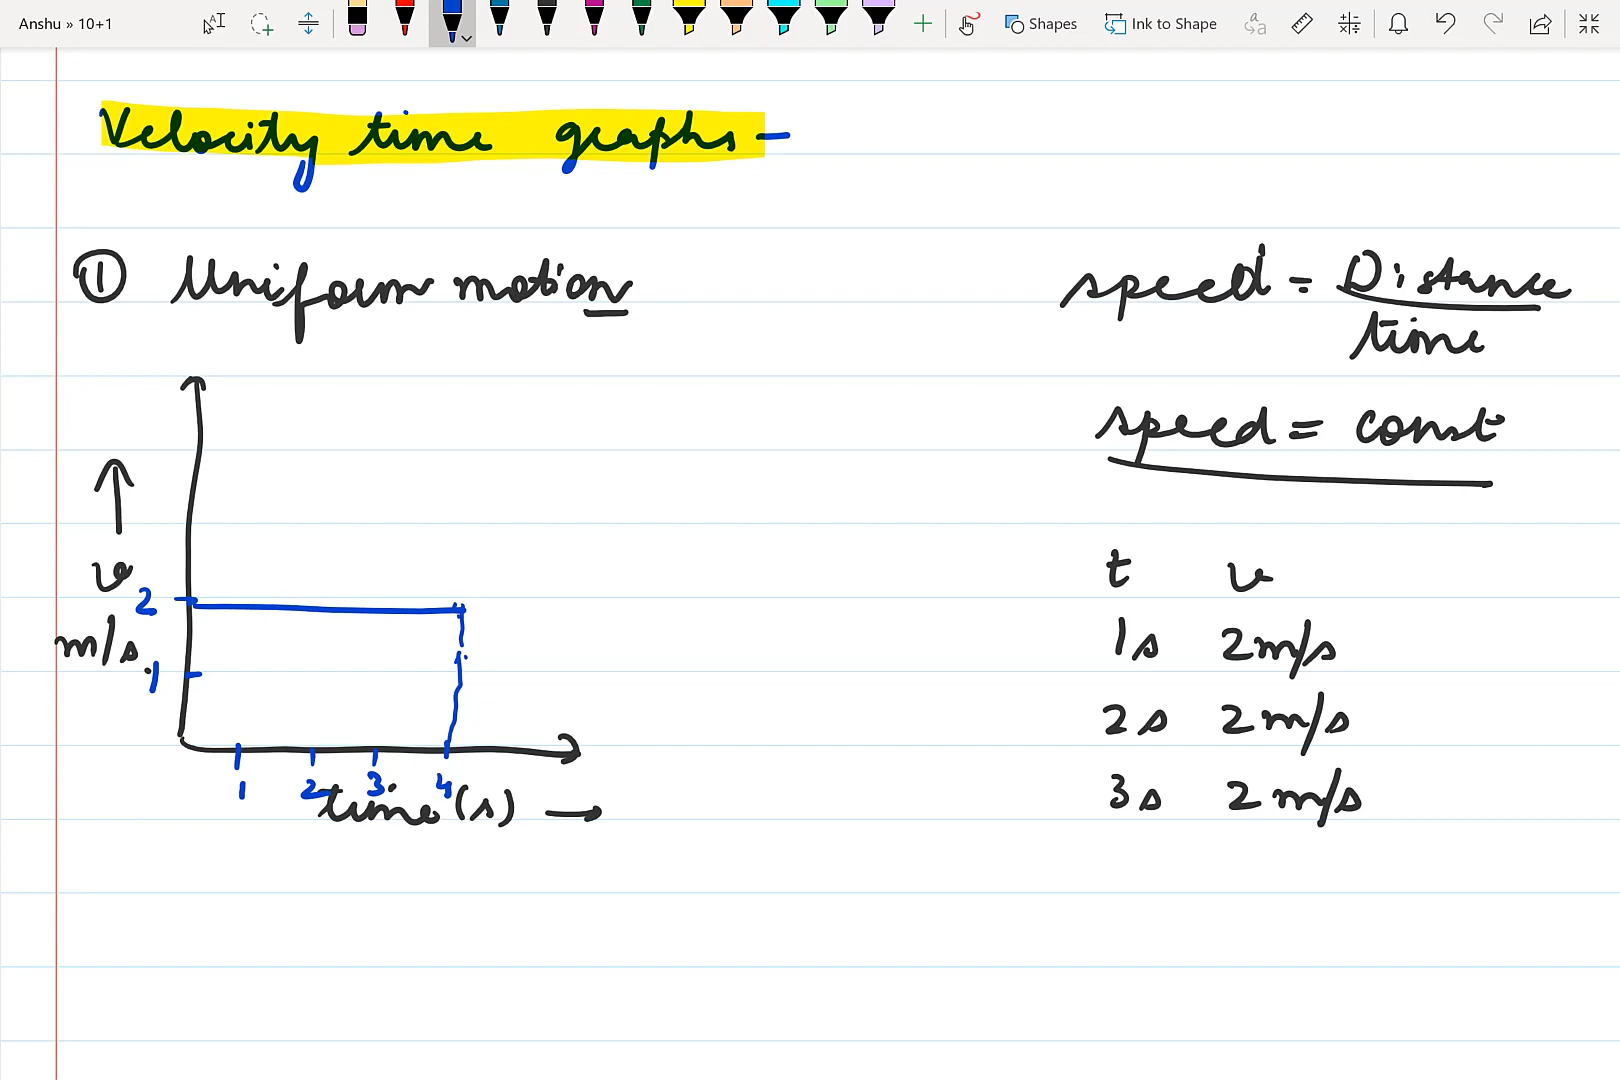 Anshu » 10+1
Shapes
Ink to Shape
Velocity time graphs -
① Uniform motion
speed = Distance
time
speed = const
v
m/s
2
1
1 2 3 4
time(s) →
t v
1s 2m/s
2s 2m/s
3s 2m/s